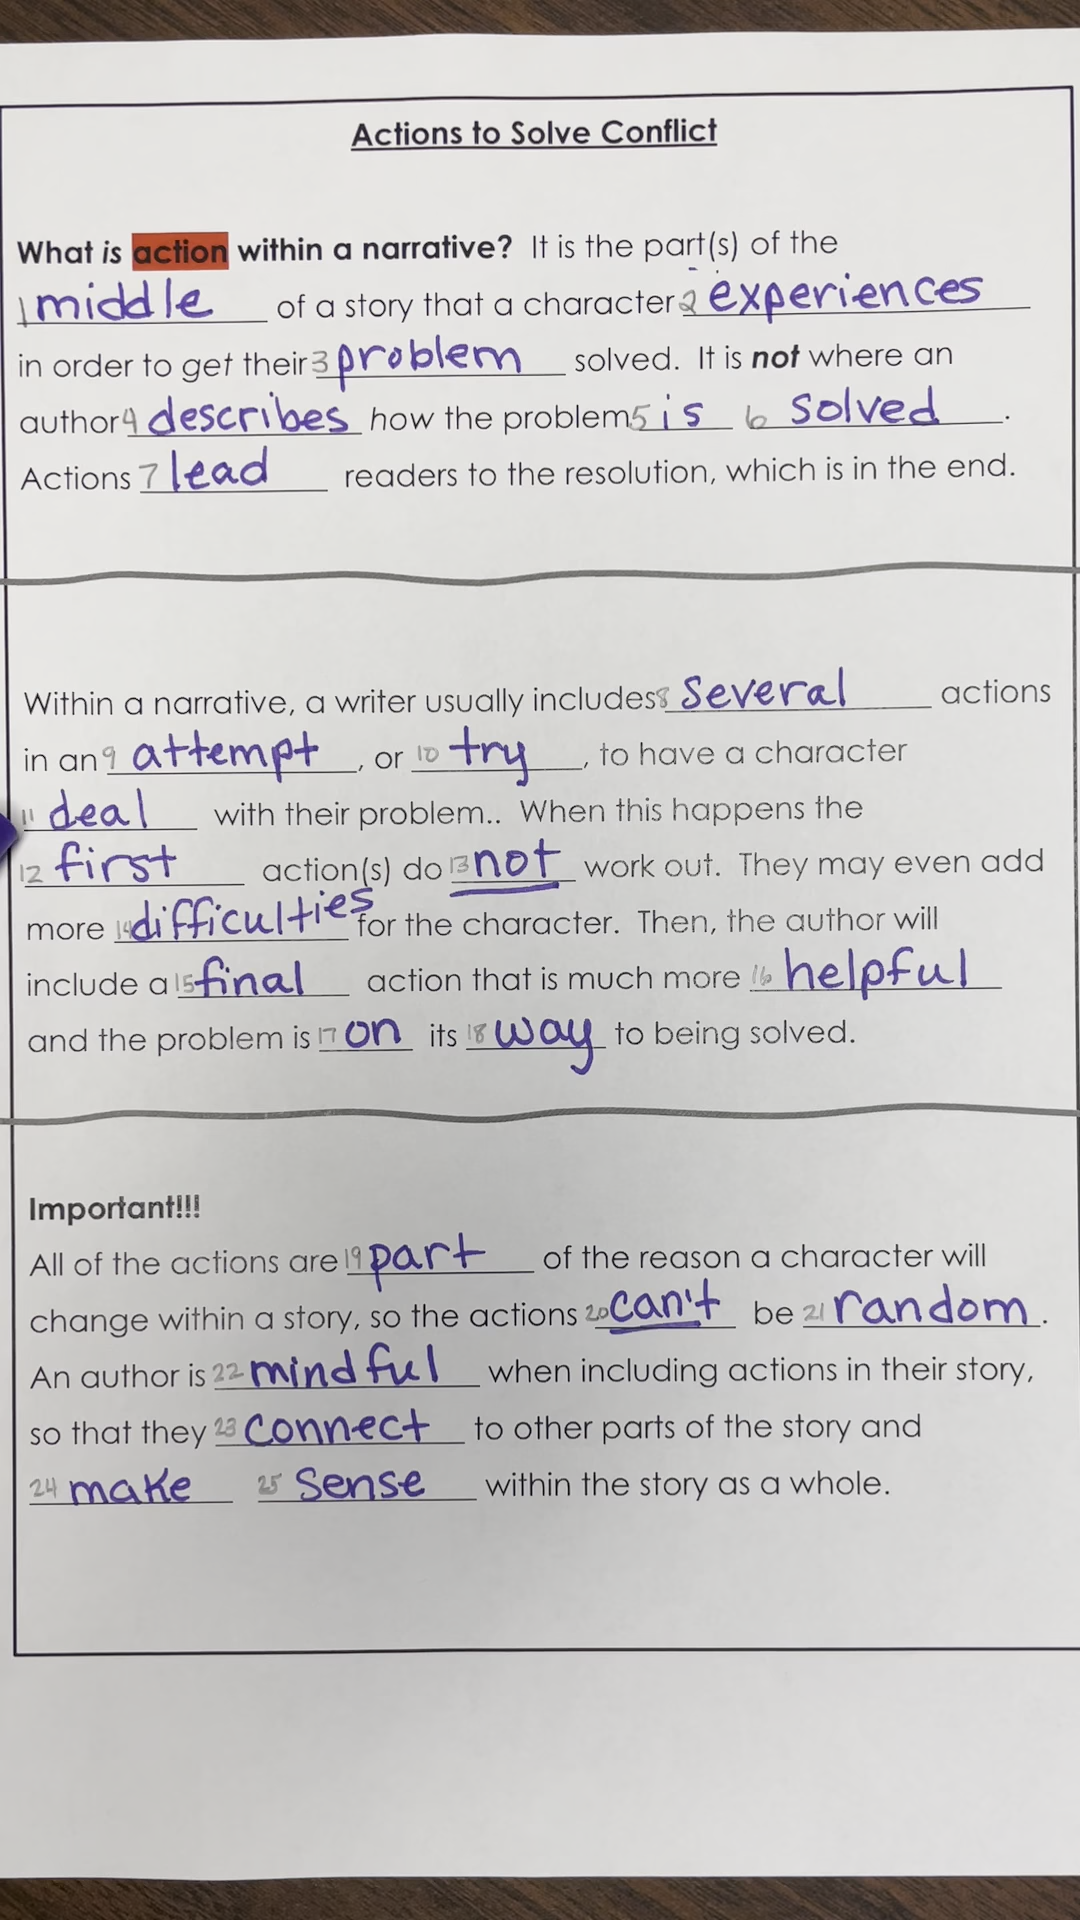 Actions to Solve Conflict
What is action within a narrative? It is the part(s) of the
1 middle of a story that a character 2 experiences
in order to get their 3 problem solved. It is not where an
author 4 describes how the problem 5 is 6 solved.
Actions 7 lead readers to the resolution, which is in the end.
Within a narrative, a writer usually includes 8 several actions
in an 9 attempt, or 10 try, to have a character
11 deal with their problem.. When this happens the
12 first action(s) do 13 not work out. They may even add
more 14 difficulties for the character. Then, the author will
include a 15 final action that is much more 16 helpful
and the problem is 17 on its 18 way to being solved.
Important!!!
All of the actions are 19 part of the reason a character will
change within a story, so the actions 20 can't be 21 random.
An author is 22 mindful when including actions in their story,
so that they 23 connect to other parts of the story and
24 make 25 sense within the story as a whole.